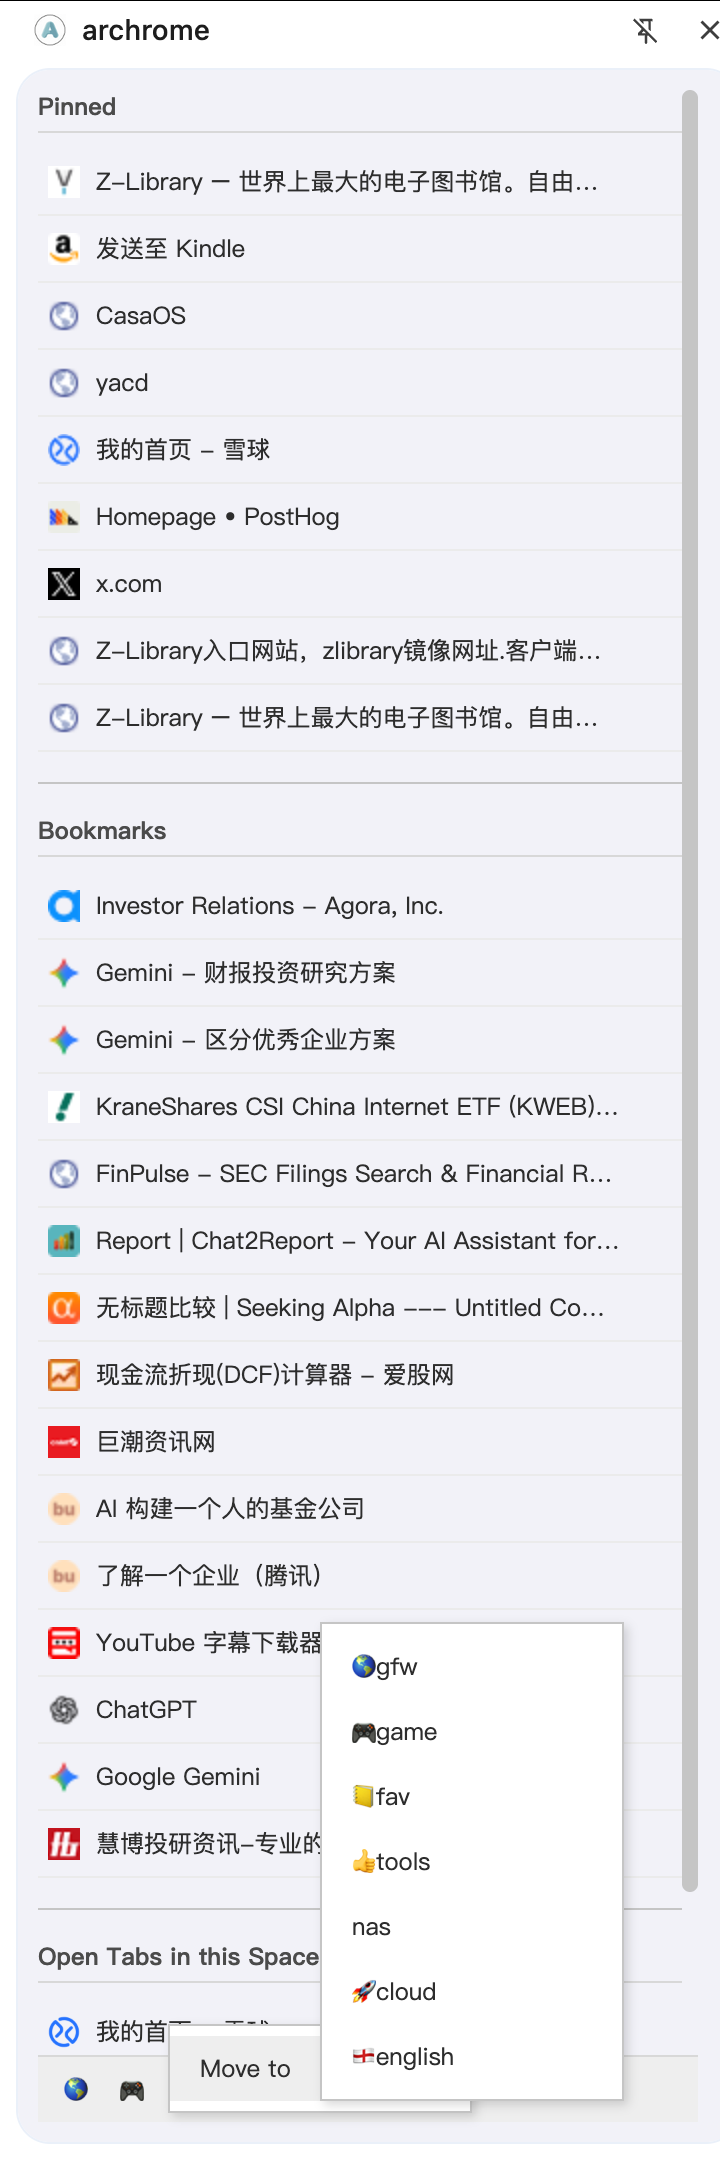 archrome
Pinned
Z-Library — 世界上最大的电子图书馆。自由...
发送至 Kindle
CasaOS
yacd
我的首页 - 雪球
Homepage • PostHog
x.com
Z-Library入口网站，zlibrary镜像网址.客户端...
Z-Library — 世界上最大的电子图书馆。自由...
Bookmarks
Investor Relations - Agora, Inc.
Gemini - 财报投资研究方案
Gemini - 区分优秀企业方案
KraneShares CSI China Internet ETF (KWEB)...
FinPulse - SEC Filings Search & Financial R...
Report | Chat2Report - Your AI Assistant for...
无标题比较 | Seeking Alpha --- Untitled Co...
现金流折现(DCF)计算器 - 爱股网
巨潮资讯网
bu AI 构建一个人的基金公司
bu 了解一个企业（腾讯）
YouTube 字幕下载器
ChatGPT
Google Gemini
慧博投研资讯-专业的
Open Tabs in this Space
我的首
Move to
gfw
game
fav
tools
nas
cloud
english